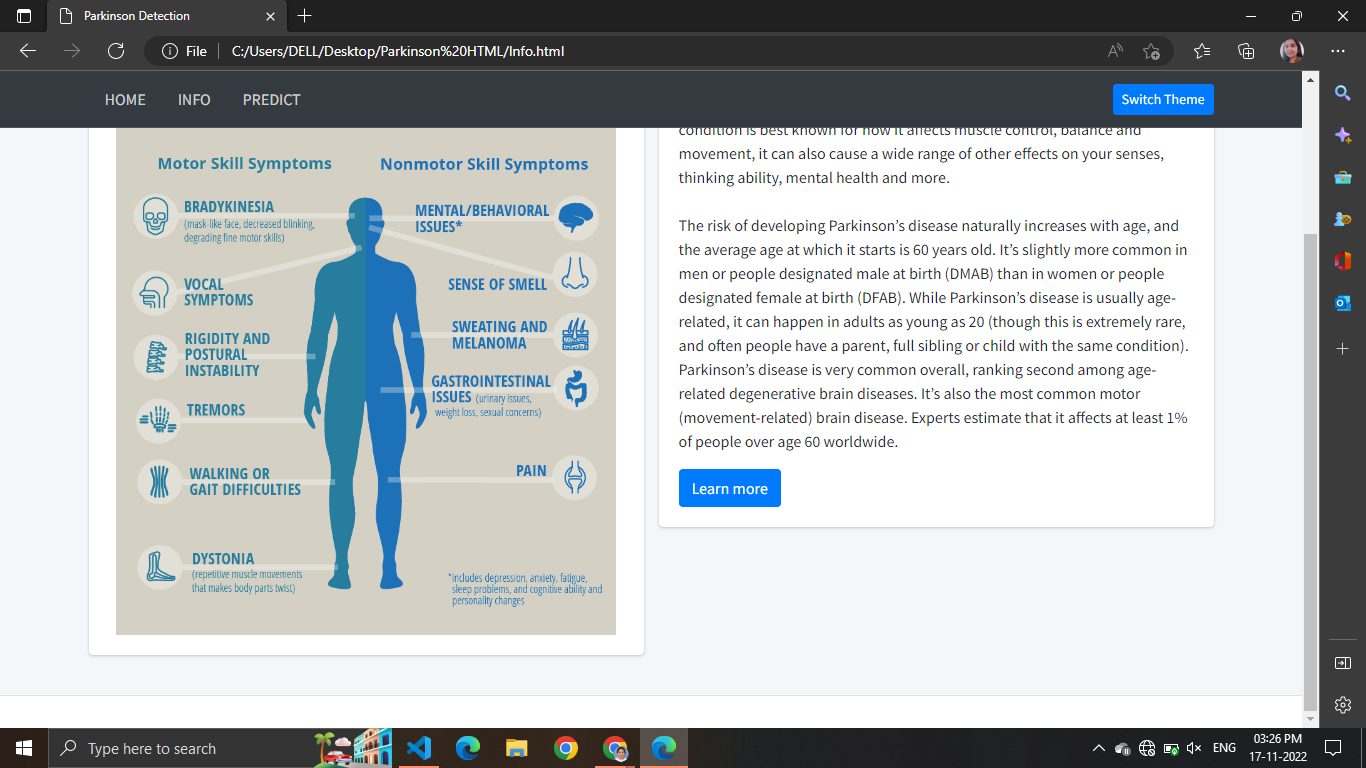 Parkinson Detection
File
C:/Users/DELL/Desktop/Parkinson%20HTML/Info.html
HOME
INFO
PREDICT
Switch Theme
Motor Skill Symptoms
Nonmotor Skill Symptoms
BRADYKINESIA
(mask-like face, decreased blinking,
degrading fine motor skills)
VOCAL
SYMPTOMS
RIGIDITY AND
POSTURAL
INSTABILITY
TREMORS
WALKING OR
GAIT DIFFICULTIES
DYSTONIA
(repetitive muscle movements
that makes body parts twist)
MENTAL/BEHAVIORAL
ISSUES*
SENSE OF SMELL
SWEATING AND
MELANOMA
GASTROINTESTINAL
ISSUES (urinary issues,
weight loss, sexual concerns)
PAIN
*includes depression, anxiety, fatigue,
sleep problems, and cognitive ability and
personality changes
condition is best known for how it affects muscle control, balance and
movement, it can also cause a wide range of other effects on your senses,
thinking ability, mental health and more.
The risk of developing Parkinson’s disease naturally increases with age, and
the average age at which it starts is 60 years old. It’s slightly more common in
men or people designated male at birth (DMAB) than in women or people
designated female at birth (DFAB). While Parkinson’s disease is usually age-
related, it can happen in adults as young as 20 (though this is extremely rare,
and often people have a parent, full sibling or child with the same condition).
Parkinson’s disease is very common overall, ranking second among age-
related degenerative brain diseases. It’s also the most common motor
(movement-related) brain disease. Experts estimate that it affects at least 1%
of people over age 60 worldwide.
Learn more
Type here to search
ENG
03:26 PM
17-11-2022